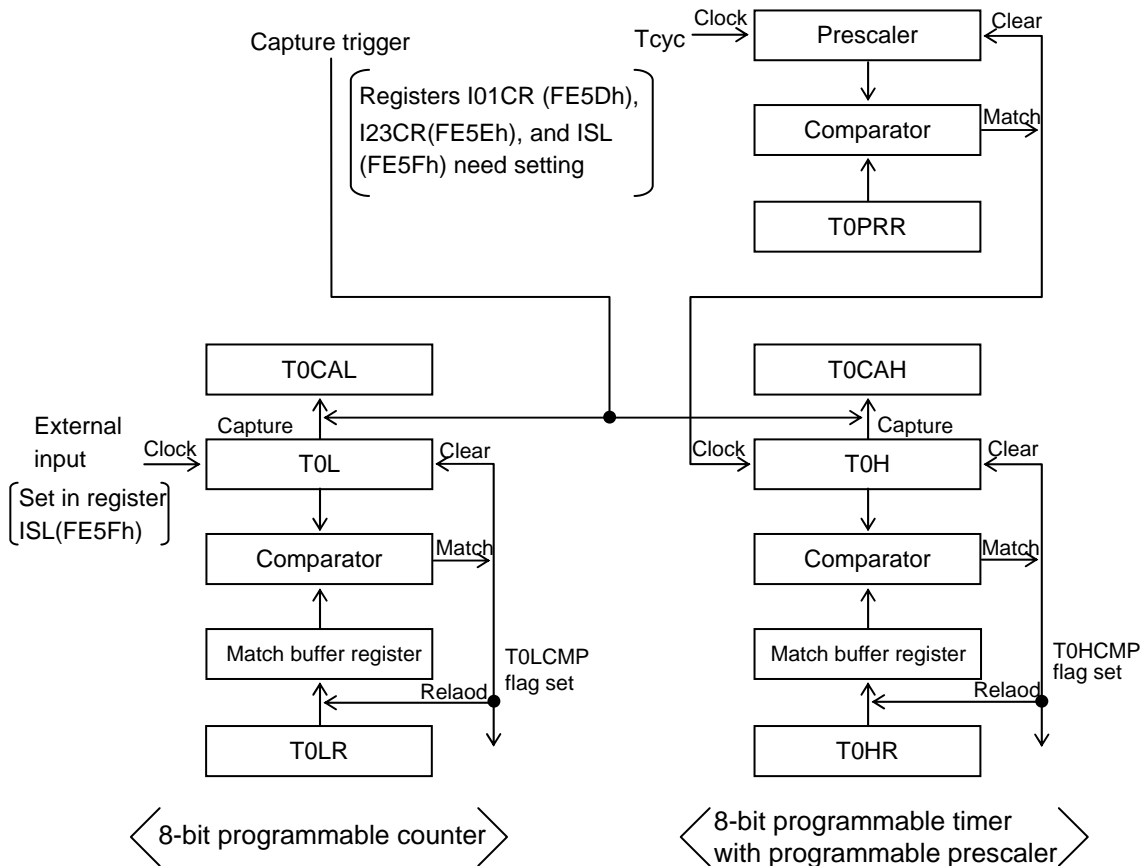 Capture trigger
Registers I01CR (FE5Dh),
I23CR(FE5Eh), and ISL
(FE5Fh) need setting
Tcyc
Clock
Prescaler
Clear
Comparator
Match
T0PRR
T0CAL
T0CAH
External
input
Set in register
ISL(FE5Fh)
Clock
Capture
T0L
Clear
Comparator
Match
Match buffer register
T0LCMP
flag set
Relaod
T0LR
Capture
Clock
T0H
Clear
Comparator
Match
Match buffer register
T0HCMP
flag set
Relaod
T0HR
8-bit programmable counter
8-bit programmable timer
with programmable prescaler